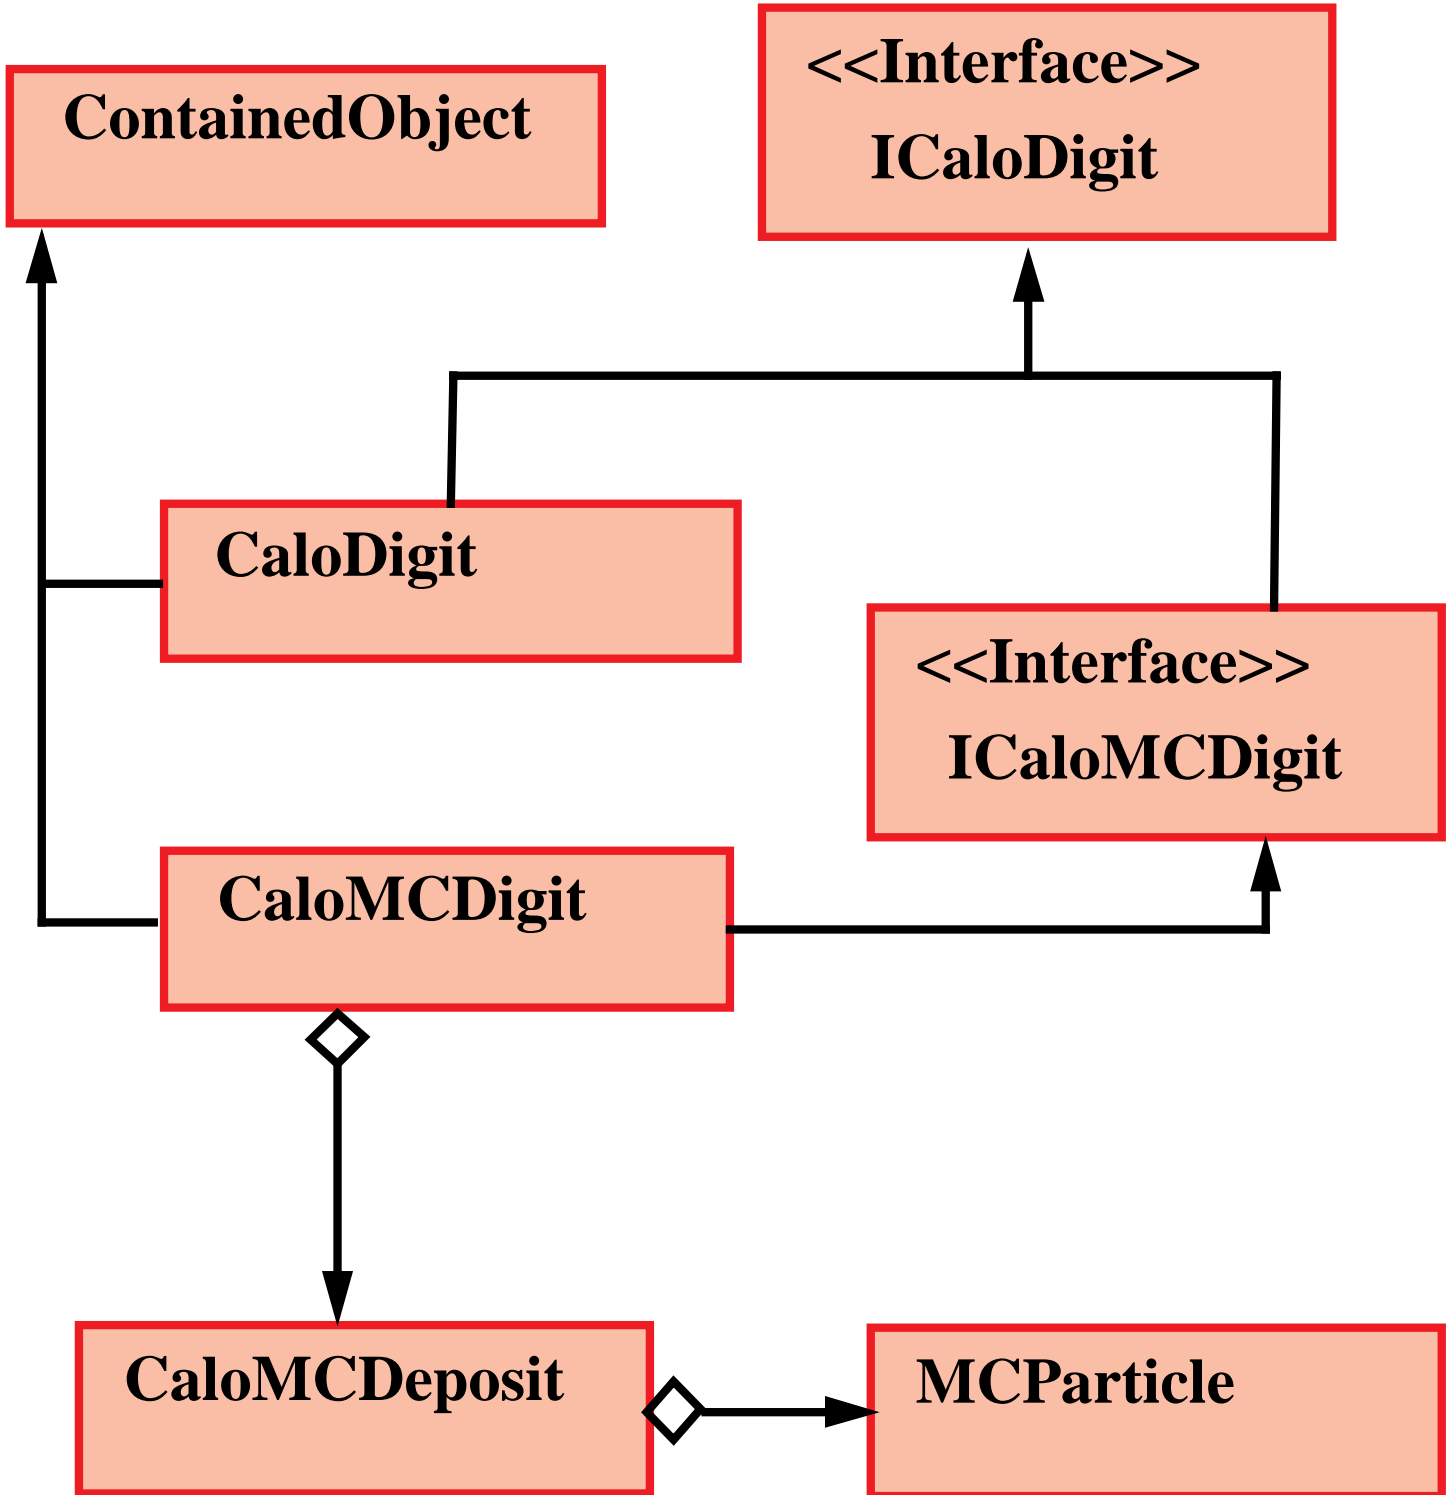 ContainedObject
<<Interface>>
ICaloDigit
CaloDigit
<<Interface>>
ICaloMCDigit
CaloMCDigit
CaloMCDeposit
MCParticle